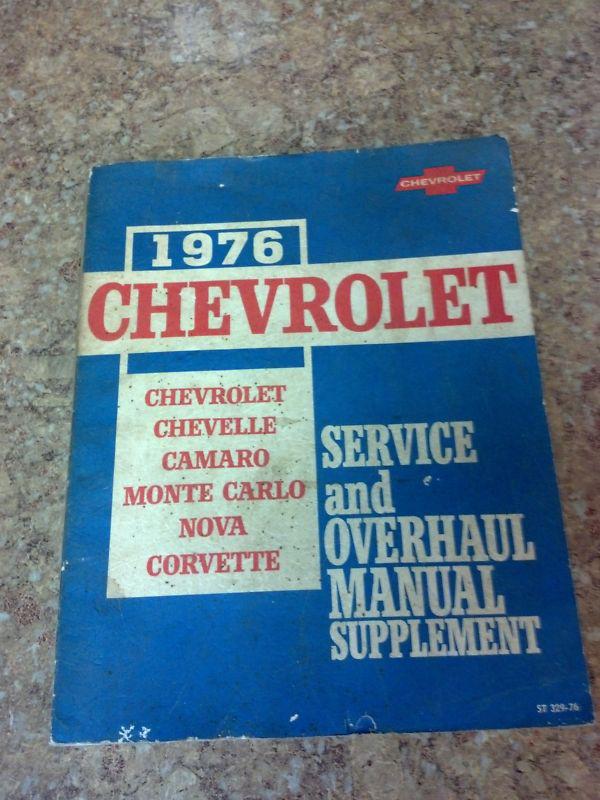 CHEVROLET
1976
CHEVROLET
CHEVROLET
CHEVELLE
CAMARO
MONTE CARLO
NOVA
CORVETTE
SERVICE
and
OVERHAUL
MANUAL
SUPPLEMENT
ST 329-76